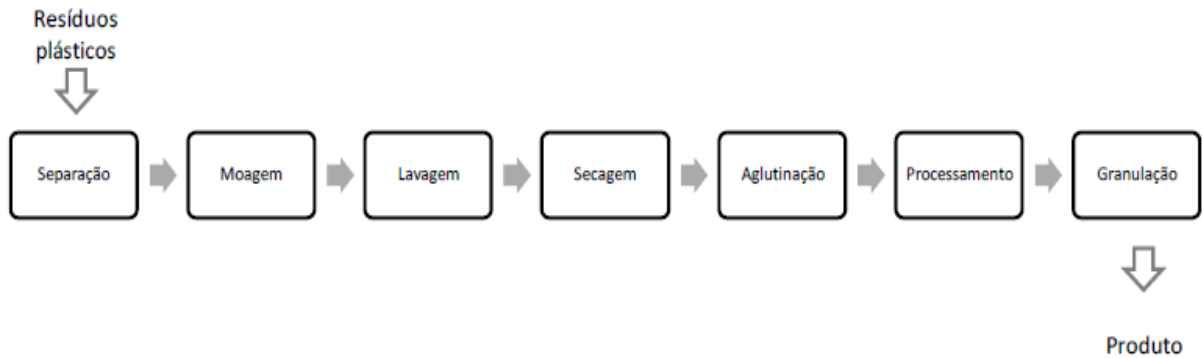 Resíduos
plásticos
Separação
Moagem
Lavagem
Secagem
Aglutinação
Processamento
Granulação
Produto